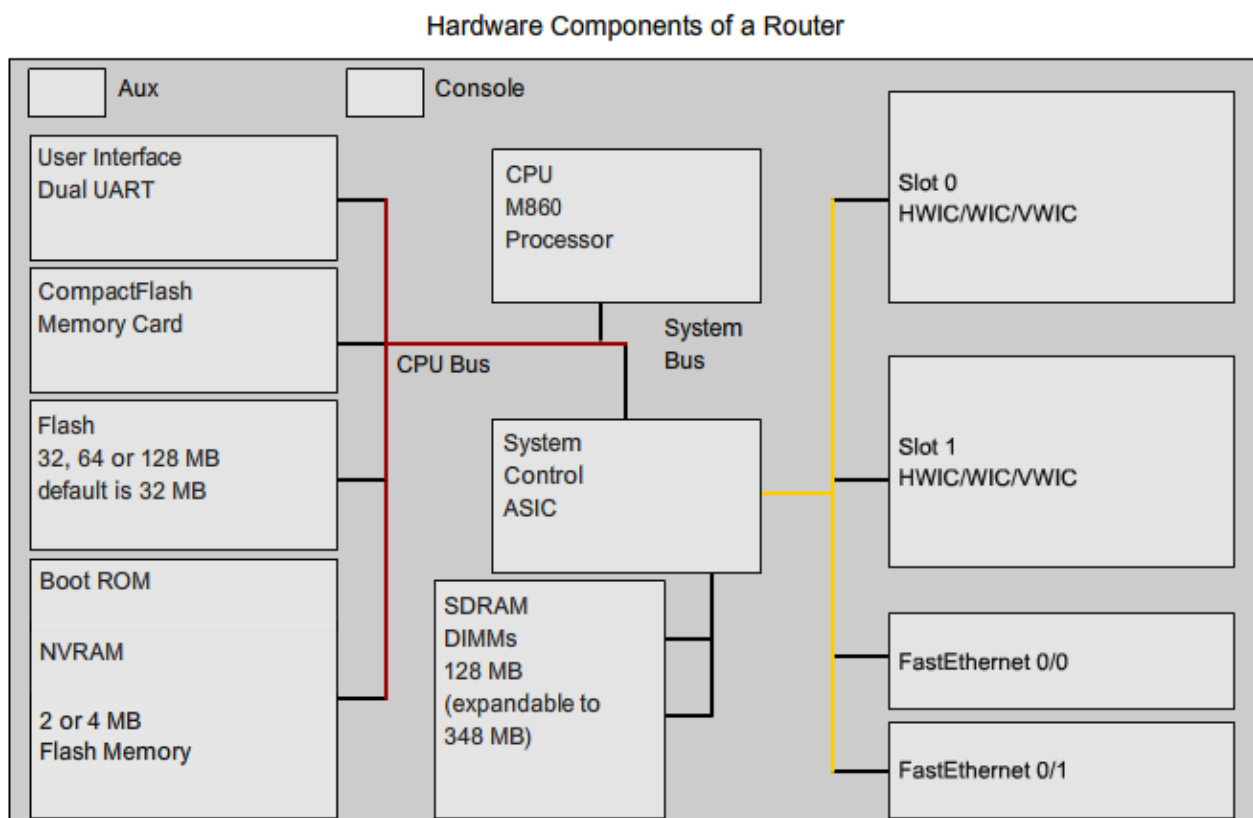 Hardware Components of a Router
Aux
Console
User Interface
Dual UART
CompactFlash
Memory Card
Flash
32, 64 or 128 MB
default is 32 MB
Boot ROM
NVRAM
2 or 4 MB
Flash Memory
CPU
M860
Processor
CPU Bus
System
Bus
System
Control
ASIC
SDRAM
DIMMs
128 MB
(expandable to
348 MB)
Slot 0
HWIC/WIC/VWIC
Slot 1
HWIC/WIC/VWIC
FastEthernet 0/0
FastEthernet 0/1